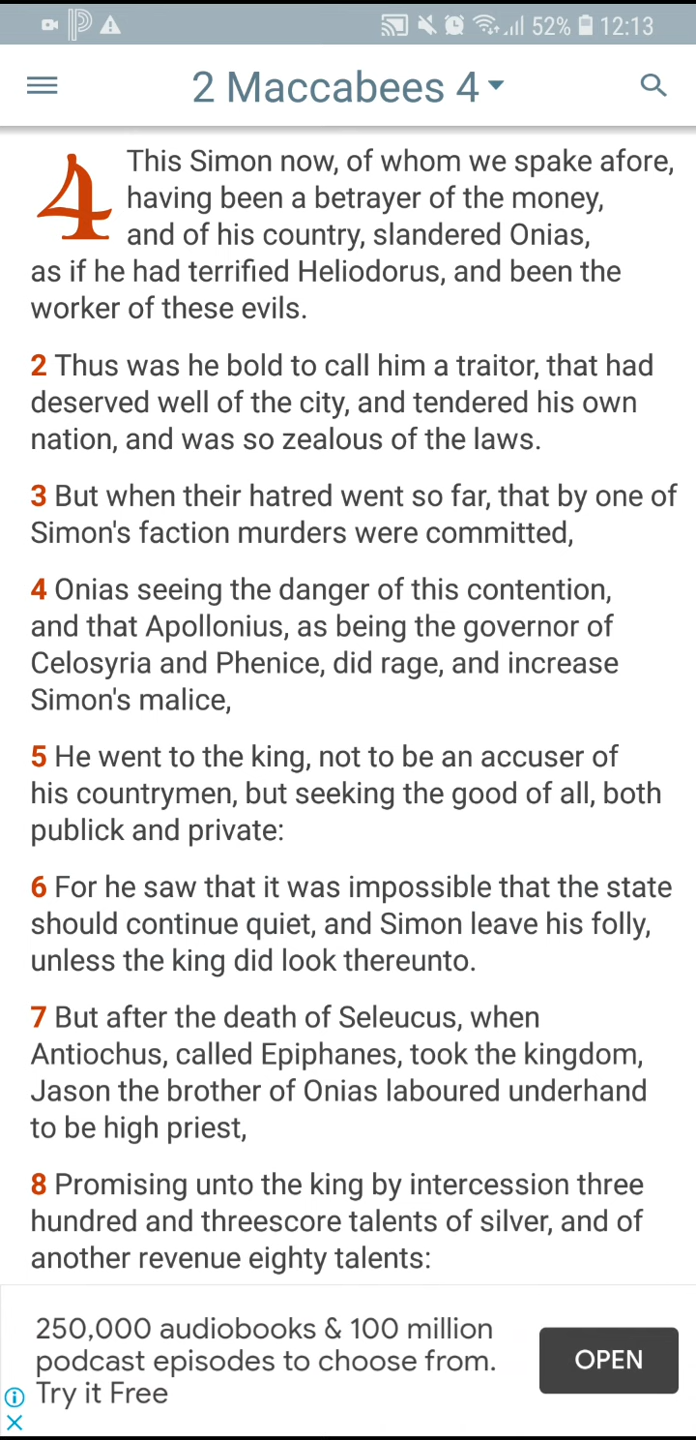 52% 12:13
2 Maccabees 4
4 This Simon now, of whom we spake afore,
having been a betrayer of the money,
and of his country, slandered Onias,
as if he had terrified Heliodorus, and been the
worker of these evils.
2 Thus was he bold to call him a traitor, that had
deserved well of the city, and tendered his own
nation, and was so zealous of the laws.
3 But when their hatred went so far, that by one of
Simon's faction murders were committed,
4 Onias seeing the danger of this contention,
and that Apollonius, as being the governor of
Celosyria and Phenice, did rage, and increase
Simon's malice,
5 He went to the king, not to be an accuser of
his countrymen, but seeking the good of all, both
publick and private:
6 For he saw that it was impossible that the state
should continue quiet, and Simon leave his folly,
unless the king did look thereunto.
7 But after the death of Seleucus, when
Antiochus, called Epiphanes, took the kingdom,
Jason the brother of Onias laboured underhand
to be high priest,
8 Promising unto the king by intercession three
hundred and threescore talents of silver, and of
another revenue eighty talents:
250,000 audiobooks & 100 million
podcast episodes to choose from.
Try it Free
OPEN